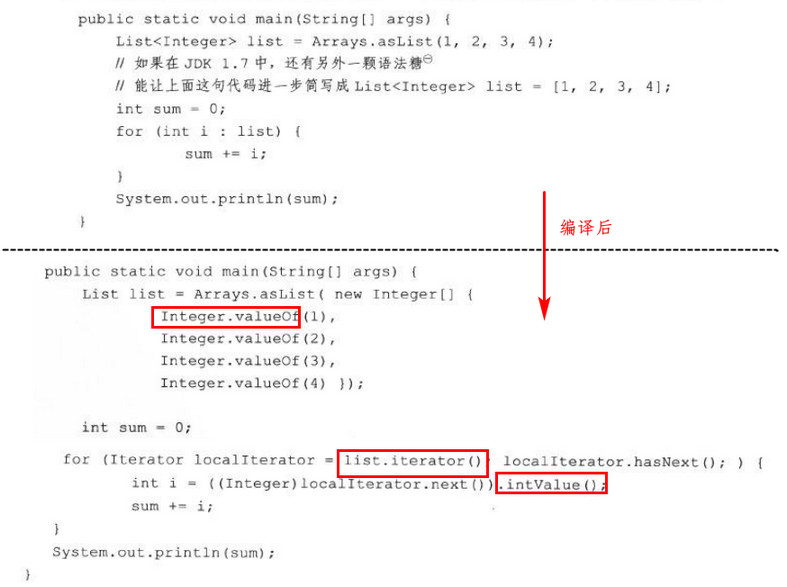 public static void main(String[] args) {
List<Integer> list = Arrays.asList(1, 2, 3, 4);
// 如果在 JDK 1.7 中，还有另外一颗语法糖㊀
// 能让上面这句代码进一步简写成 List<Integer> list = [1, 2, 3, 4];
int sum = 0;
for (int i : list) {
sum += i;
}
System.out.println(sum);
}
编译后
public static void main(String[] args) {
List list = Arrays.asList( new Integer[] {
Integer.valueOf(1),
Integer.valueOf(2),
Integer.valueOf(3),
Integer.valueOf(4) });
int sum = 0;
for (Iterator localIterator = list.iterator(); localIterator.hasNext(); ) {
int i = ((Integer)localIterator.next()).intValue();
sum += i;
}
System.out.println(sum);
}